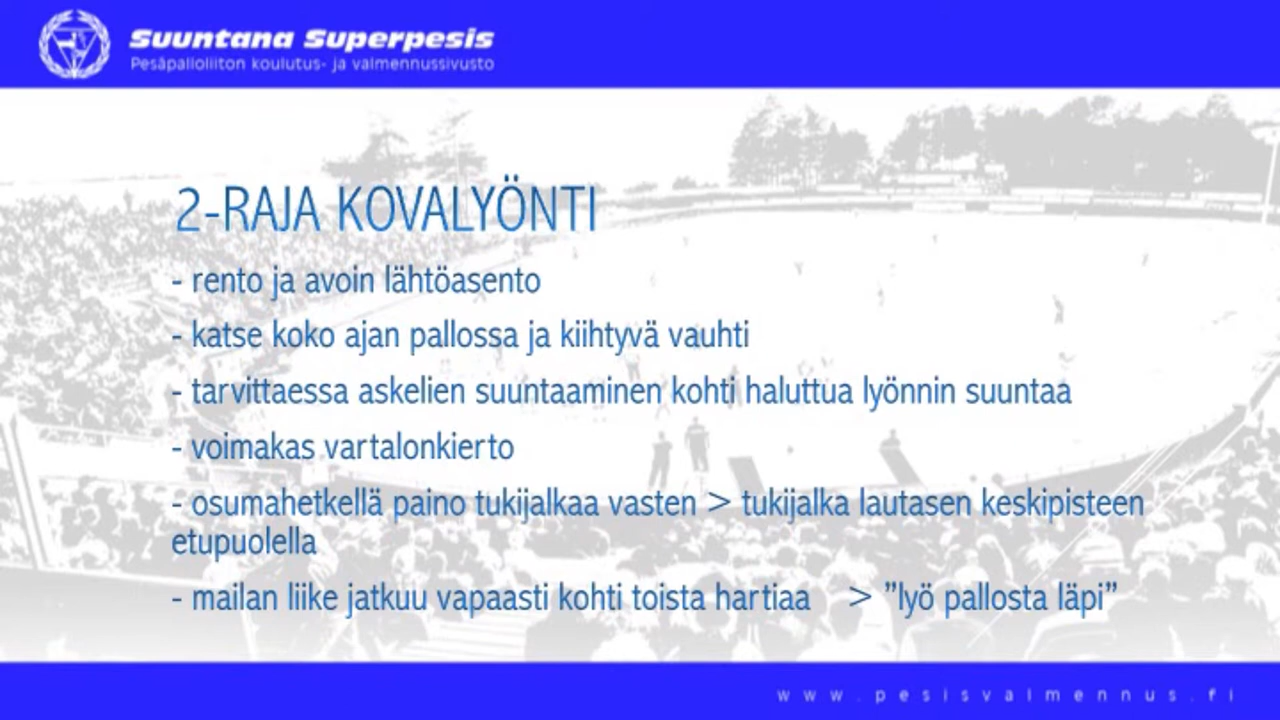 Suuntana Superpesis
Pesäpalloliiton koulutus- ja valmennussivusto
2-RAJA KOVALYÖNTI
- rento ja avoin lähtöasento
- katse koko ajan pallossa ja kiihtyvä vauhti
- tarvittaessa askelien suuntaaminen kohti haluttua lyönnin suuntaa
- voimakas vartalonkierto
- osumahetkellä paino tukijalkaa vasten > tukijalka lautasen keskipisteen
etupuolella
- mailan liike jatkuu vapaasti kohti toista hartiaa > ”lyö pallosta läpi”
www.pesisvalmennus.fi